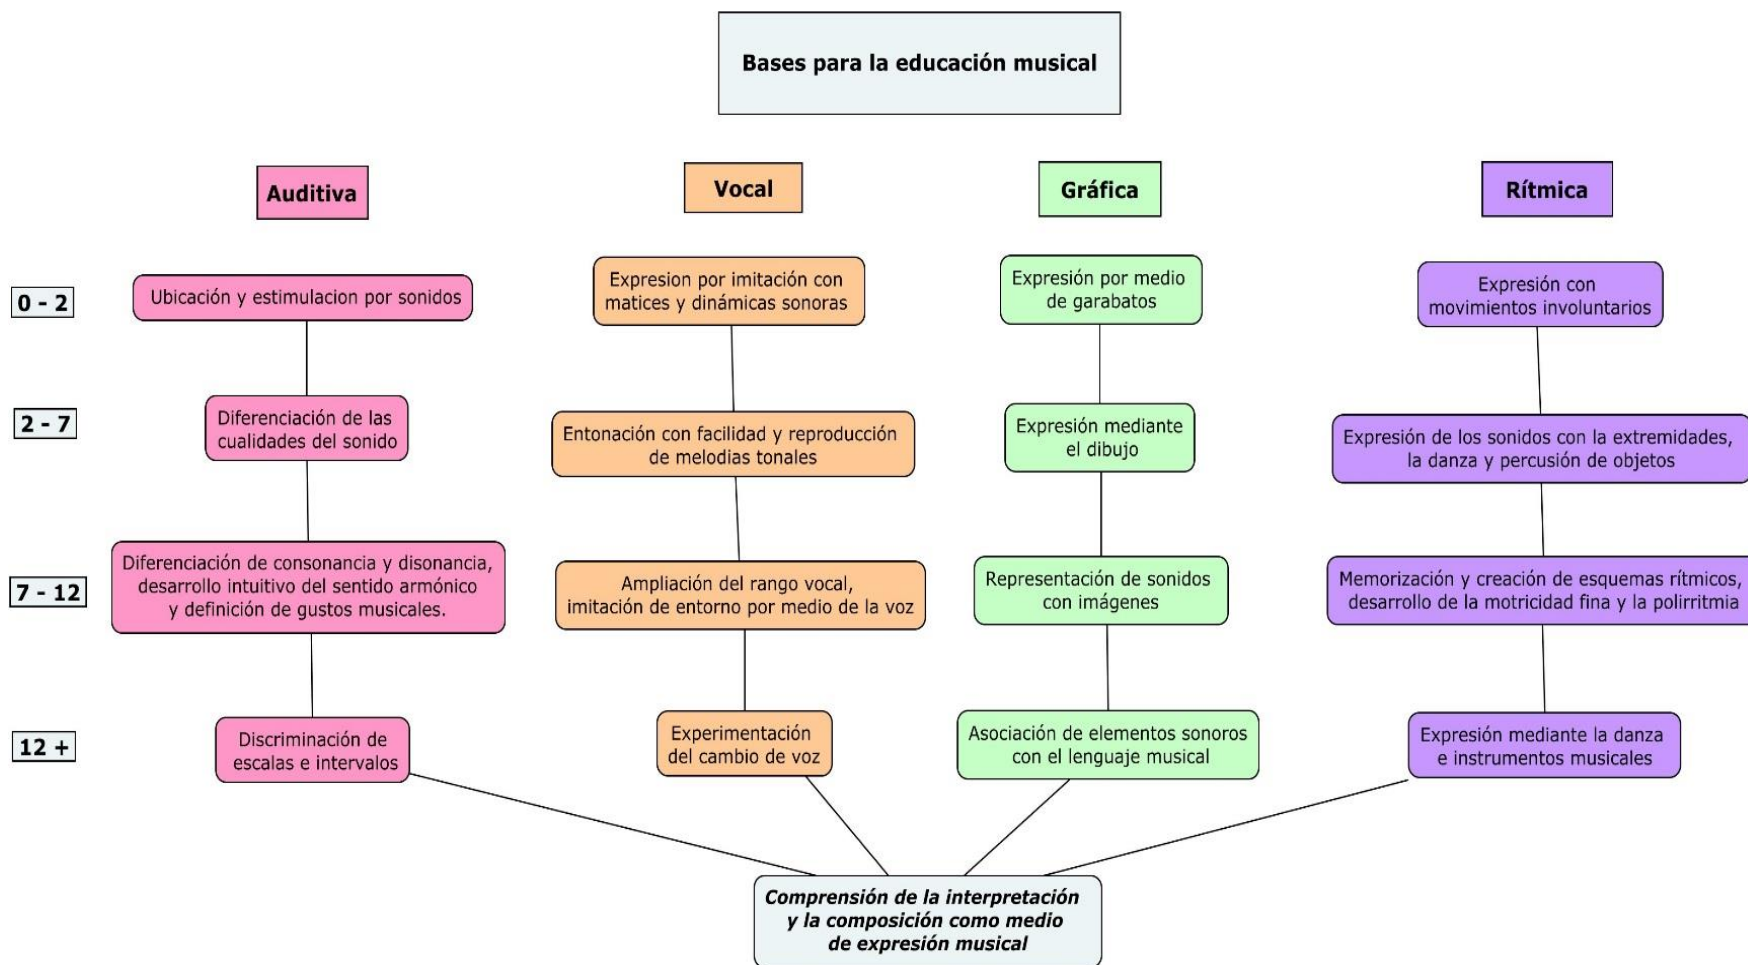 Bases para la educación musical
Auditiva
Vocal
Gráfica
Rítmica
0 - 2
Ubicación y estimulacion por sonidos
Expresion por imitación con
matices y dinámicas sonoras
Expresión por medio
de garabatos
Expresión con
movimientos involuntarios
2 - 7
Diferenciación de las
cualidades del sonido
Entonación con facilidad y reproducción
de melodias tonales
Expresión mediante
el dibujo
Expresión de los sonidos con la extremidades,
la danza y percusión de objetos
7 - 12
Diferenciación de consonancia y disonancia,
desarrollo intuitivo del sentido armónico
y definición de gustos musicales.
Ampliación del rango vocal,
imitación de entorno por medio de la voz
Representación de sonidos
con imágenes
Memorización y creación de esquemas rítmicos,
desarrollo de la motricidad fina y la polirritmia
12 +
Discriminación de
escalas e intervalos
Experimentación
del cambio de voz
Asociación de elementos sonoros
con el lenguaje musical
Expresión mediante la danza
e instrumentos musicales
Comprensión de la interpretación
y la composición como medio
de expresión musical